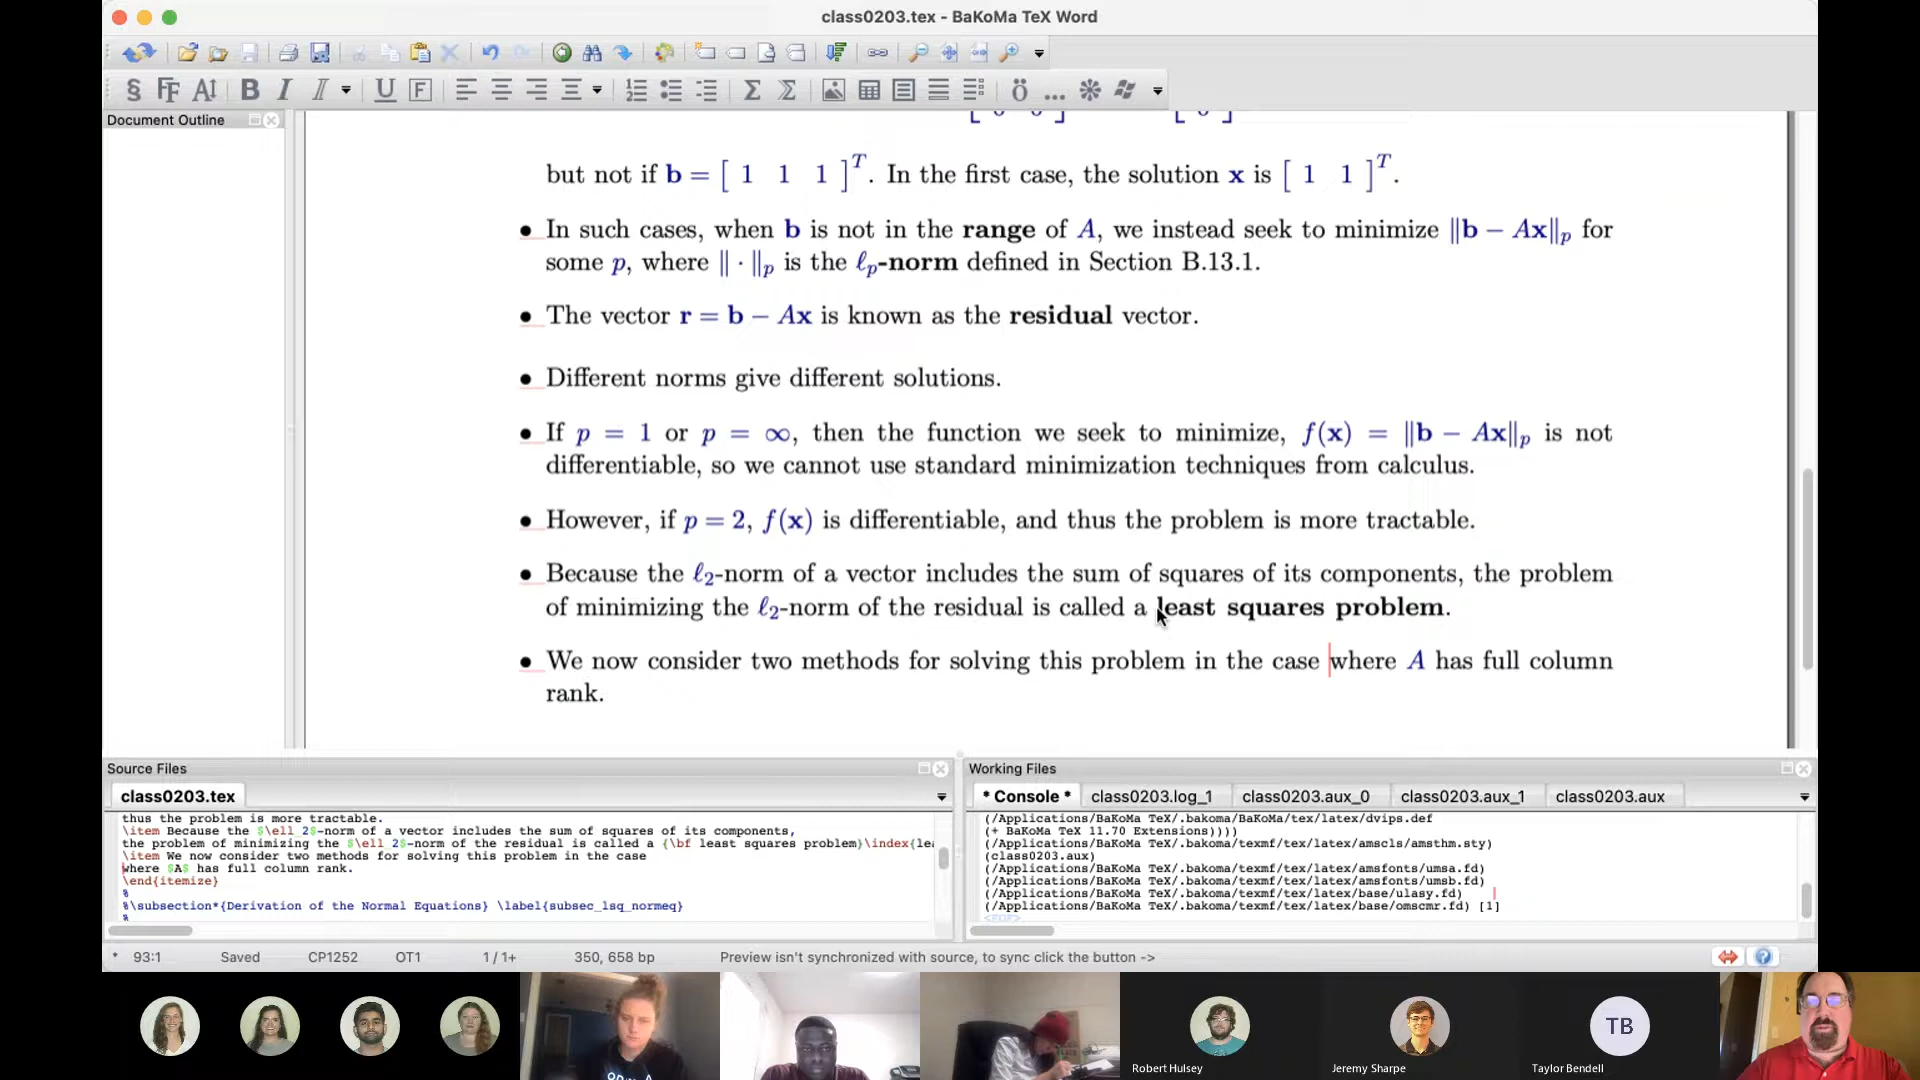 class0203.tex - BaKoMa TeX Word
Document Outline
but not if b = [ 1 1 1 ]^T. In the first case, the solution x is [ 1 1 ]^T.
• In such cases, when b is not in the range of A, we instead seek to minimize ‖b − Ax‖_p for
some p, where ‖ · ‖_p is the ℓ_p-norm defined in Section B.13.1.
• The vector r = b − Ax is known as the residual vector.
• Different norms give different solutions.
• If p = 1 or p = ∞, then the function we seek to minimize, f(x) = ‖b − Ax‖_p is not
differentiable, so we cannot use standard minimization techniques from calculus.
• However, if p = 2, f(x) is differentiable, and thus the problem is more tractable.
• Because the ℓ_2-norm of a vector includes the sum of squares of its components, the problem
of minimizing the ℓ_2-norm of the residual is called a least squares problem.
• We now consider two methods for solving this problem in the case where A has full column
rank.
Source Files
class0203.tex
thus the problem is more tractable.
\item Because the $\ell_2$-norm of a vector includes the sum of squares of its components,
the problem of minimizing the $\ell_2$-norm of the residual is called a {\bf least squares problem}\index{lea
\item We now consider two methods for solving this problem in the case
where $A$ has full column rank.
\end{itemize}
%
%\subsection*{Derivation of the Normal Equations} \label{subsec_lsq_normeq}
%
Working Files
* Console * class0203.log_1 class0203.aux_0 class0203.aux_1 class0203.aux
(/Applications/BaKoMa TeX/.bakoma/BaKoMa/tex/latex/dvips.def
(+ BaKoMa TeX 11.70 Extensions))))
(/Applications/BaKoMa TeX/.bakoma/texmf/tex/latex/amscls/amsthm.sty)
(class0203.aux)
(/Applications/BaKoMa TeX/.bakoma/texmf/tex/latex/amsfonts/umsa.fd)
(/Applications/BaKoMa TeX/.bakoma/texmf/tex/latex/amsfonts/umsb.fd)
(/Applications/BaKoMa TeX/.bakoma/texmf/tex/latex/base/ulasy.fd)
(/Applications/BaKoMa TeX/.bakoma/texmf/tex/latex/base/omscmr.fd) [1]
* 93:1 Saved CP1252 OT1 1 / 1+ 350, 658 bp Preview isn't synchronized with source, to sync click the button ->
TB
Robert Hulsey Jeremy Sharpe Taylor Bendell